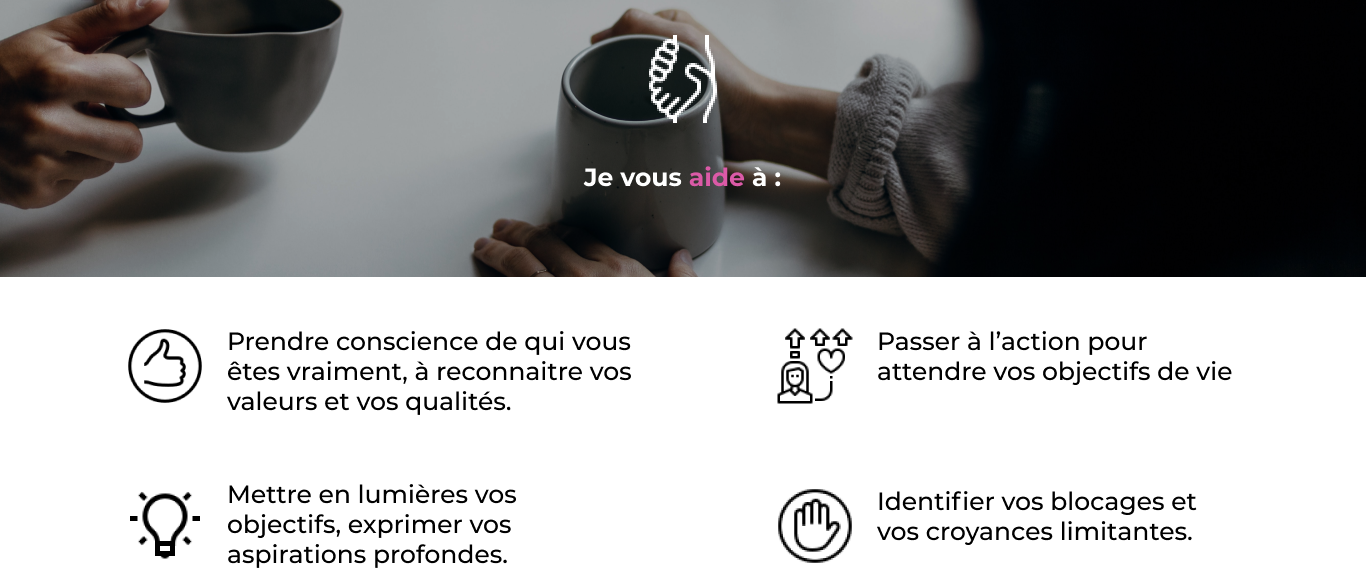 Je vous aide à :
Prendre conscience de qui vous
êtes vraiment, à reconnaitre vos
valeurs et vos qualités.
Passer à l’action pour
attendre vos objectifs de vie
Mettre en lumières vos
objectifs, exprimer vos
aspirations profondes.
Identifier vos blocages et
vos croyances limitantes.